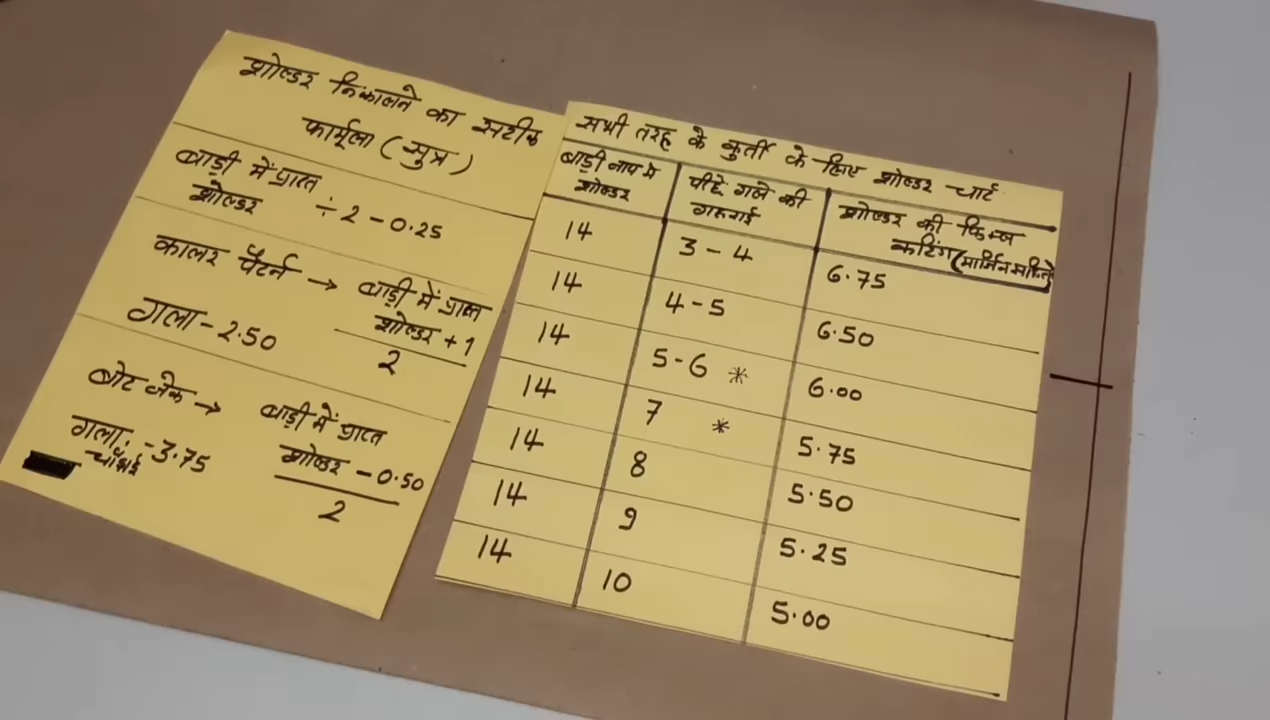 शोल्डर निकालने का सटीक
फार्मूला (सुत्र)
बाड़ी में प्राप्त
शोल्डर ÷ 2 - 0.25
कालर पैटर्न → बाड़ी में प्राप्त
शोल्डर + 1
गला - 2.50
2
बोट नेक → बाड़ी में प्राप्त
गला - 3.75
चौड़ाई
शोल्डर - 0.50
2
सभी तरह के कुर्ती के लिए शोल्डर चार्ट
बाड़ी नाप मे
शोल्डर
पीछे गले की
गहराई
शोल्डर की फिक्स
कटिंग (मार्जिन सहित)
14 3 - 4 6.75
14 4 - 5 6.50
14 5 - 6 * 6.00
14 7 * 5.75
14 8 5.50
14 9 5.25
14 10 5.00